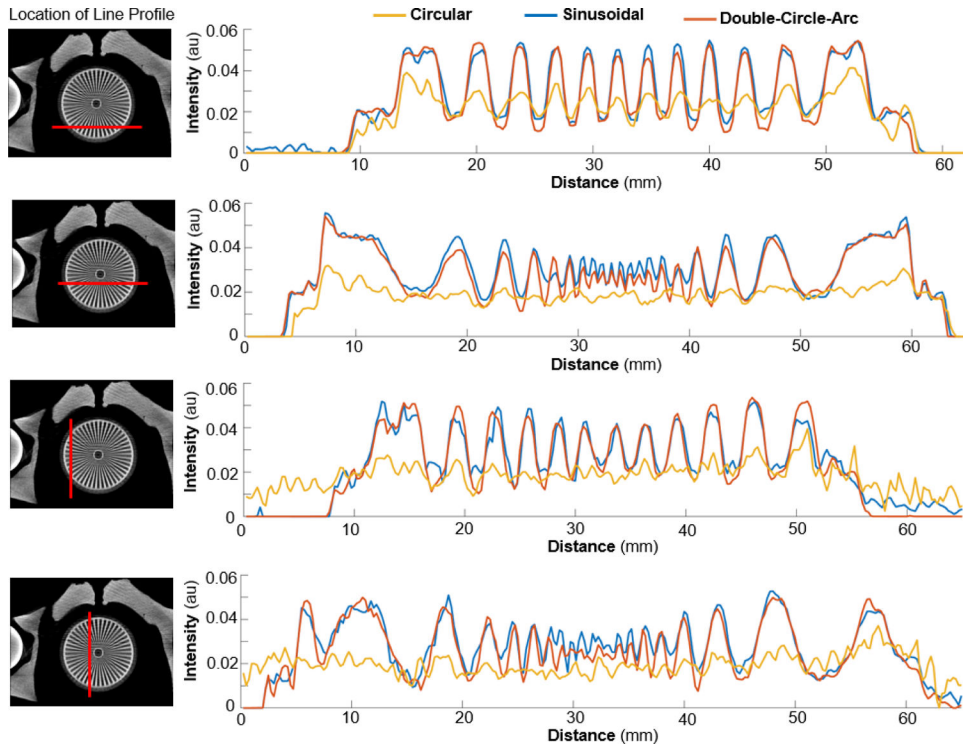 Location of Line Profile
Circular Sinusoidal Double-Circle-Arc
Intensity (au)
0.06
0.04
0.02
0
10 20 30 40 50 60
Distance (mm)
Intensity (au)
0.06
0.04
0.02
0
0 10 20 30 40 50 60
Distance (mm)
Intensity (au)
0.06
0.04
0.02
0
0 10 20 30 40 50 60
Distance (mm)
Intensity (au)
0.06
0.04
0.02
0
0 10 20 30 40 50 60
Distance (mm)